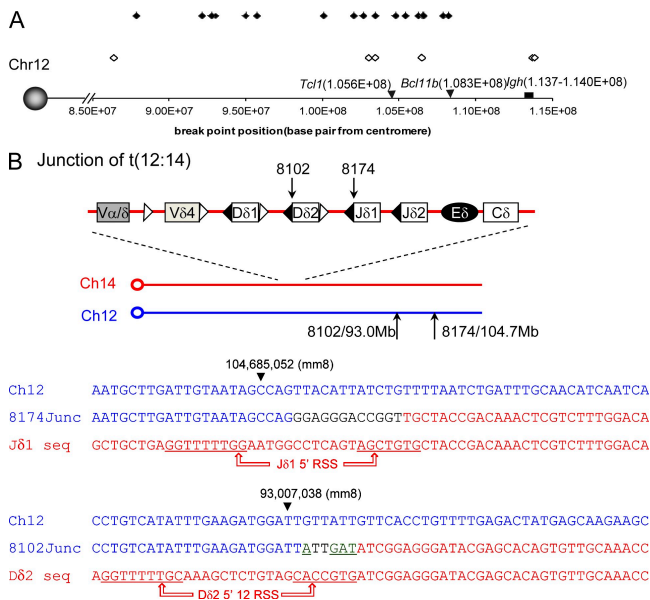 A
Chr12
Tcl1(1.056E+08) Bcl11b(1.083E+08) Igh(1.137-1.140E+08)
8.50E+07 9.00E+07 9.50E+07 1.00E+08 1.05E+08 1.10E+08 1.15E+08
break point position(base pair from centromere)
B Junction of t(12:14)
8102 8174
Vα/δ Vδ4 Dδ1 Dδ2 Jδ1 Jδ2 Eδ Cδ
Ch14
Ch12
8102/93.0Mb 8174/104.7Mb
104,685,052 (mm8)
Ch12 AATGCTTGATTGTAATAGCCAGTTACATTATCTGTTTTAATCTGATTTGCAACATCAATCA
8174Junc AATGCTTGATTGTAATAGCCAGGGAGGGACCGGTTGCTACCGACAAACTCGTCTTTGGACA
Jδ1 seq GCTGCTGAGGTTTTTGGAATGGCCTCAGTAGCTGTGCTACCGACAAACTCGTCTTTGGACA
Jδ1 5' RSS
93,007,038 (mm8)
Ch12 CCTGTCATATTTGAAGATGGATTGTTATTGTTCACCTGTTTTGAGACTATGAGCAAGAAGC
8102Junc CCTGTCATATTTGAAGATGGATTATTGATATCGGAGGGATACGAGCACAGTGTTGCAAACC
Dδ2 seq AGGTTTTTGCAAAGCTCTGTAGCACCGTGATCGGAGGGATACGAGCACAGTGTTGCAAACC
Dδ2 5' 12 RSS